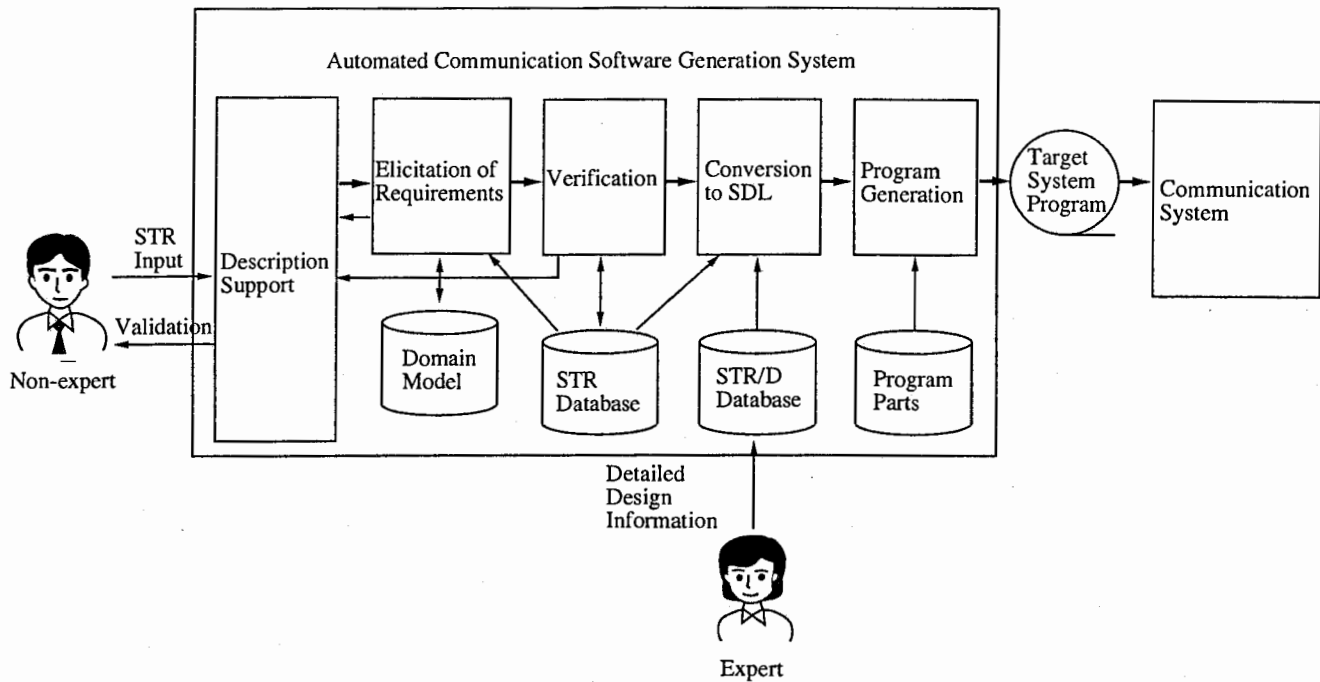 Automated Communication Software Generation System
Elicitation of
Requirements
Verification
Conversion
to SDL
Program
Generation
Target
System
Program
Communication
System
STR
Input
Description
Support
Validation
Non-expert
Domain
Model
STR
Database
STR/D
Database
Program
Parts
Detailed
Design
Information
Expert